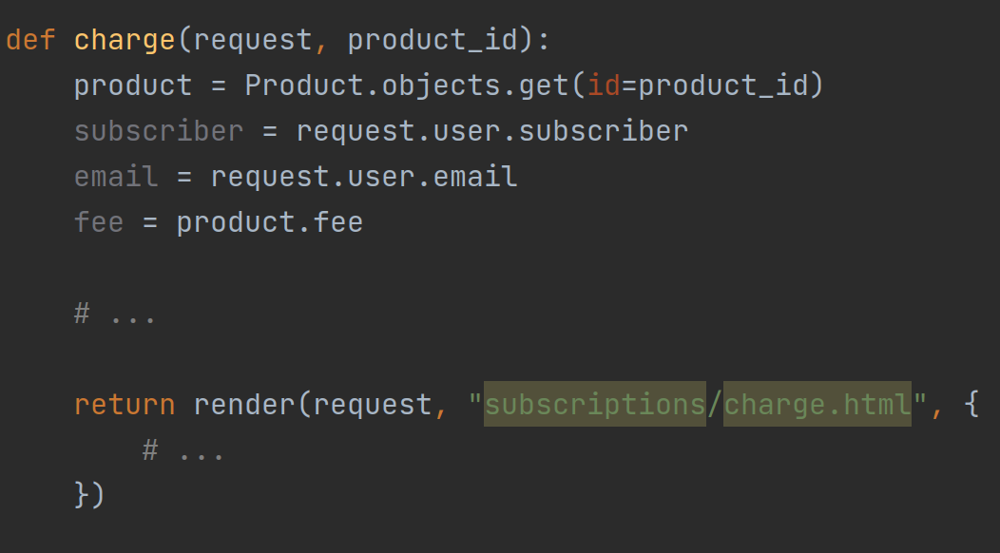 def charge(request, product_id):
    product = Product.objects.get(id=product_id)
    subscriber = request.user.subscriber
    email = request.user.email
    fee = product.fee

    # ...

    return render(request, "subscriptions/charge.html", {
        # ...
    })